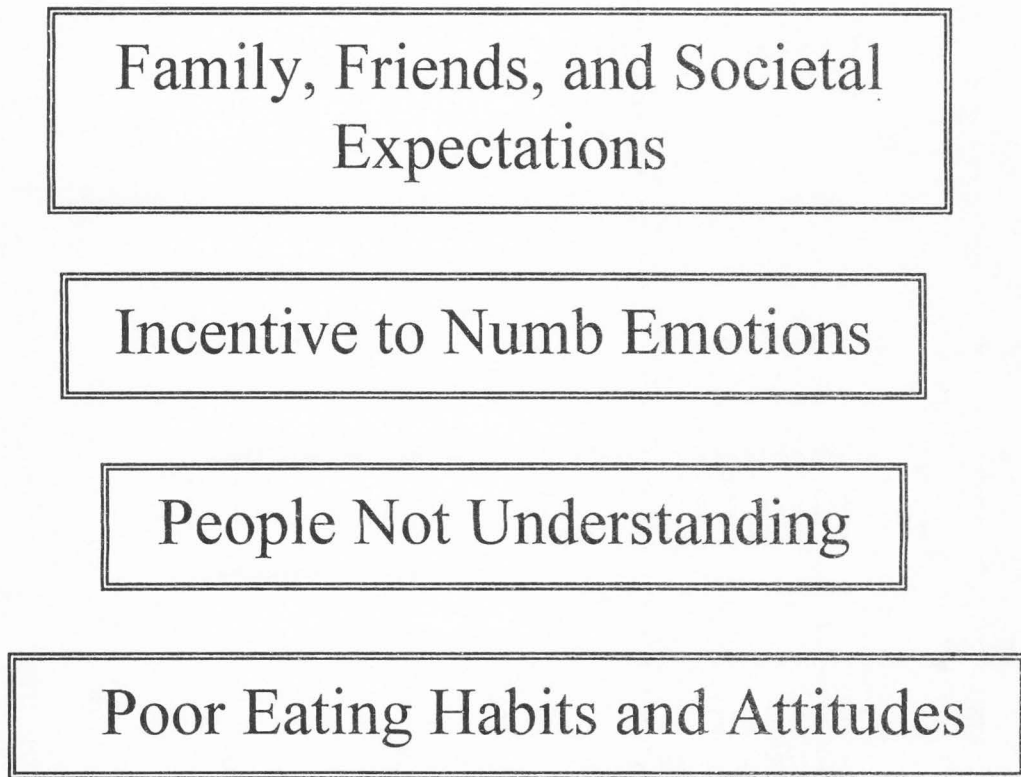 Family, Friends, and Societal
Expectations
Incentive to Numb Emotions
People Not Understanding
Poor Eating Habits and Attitudes